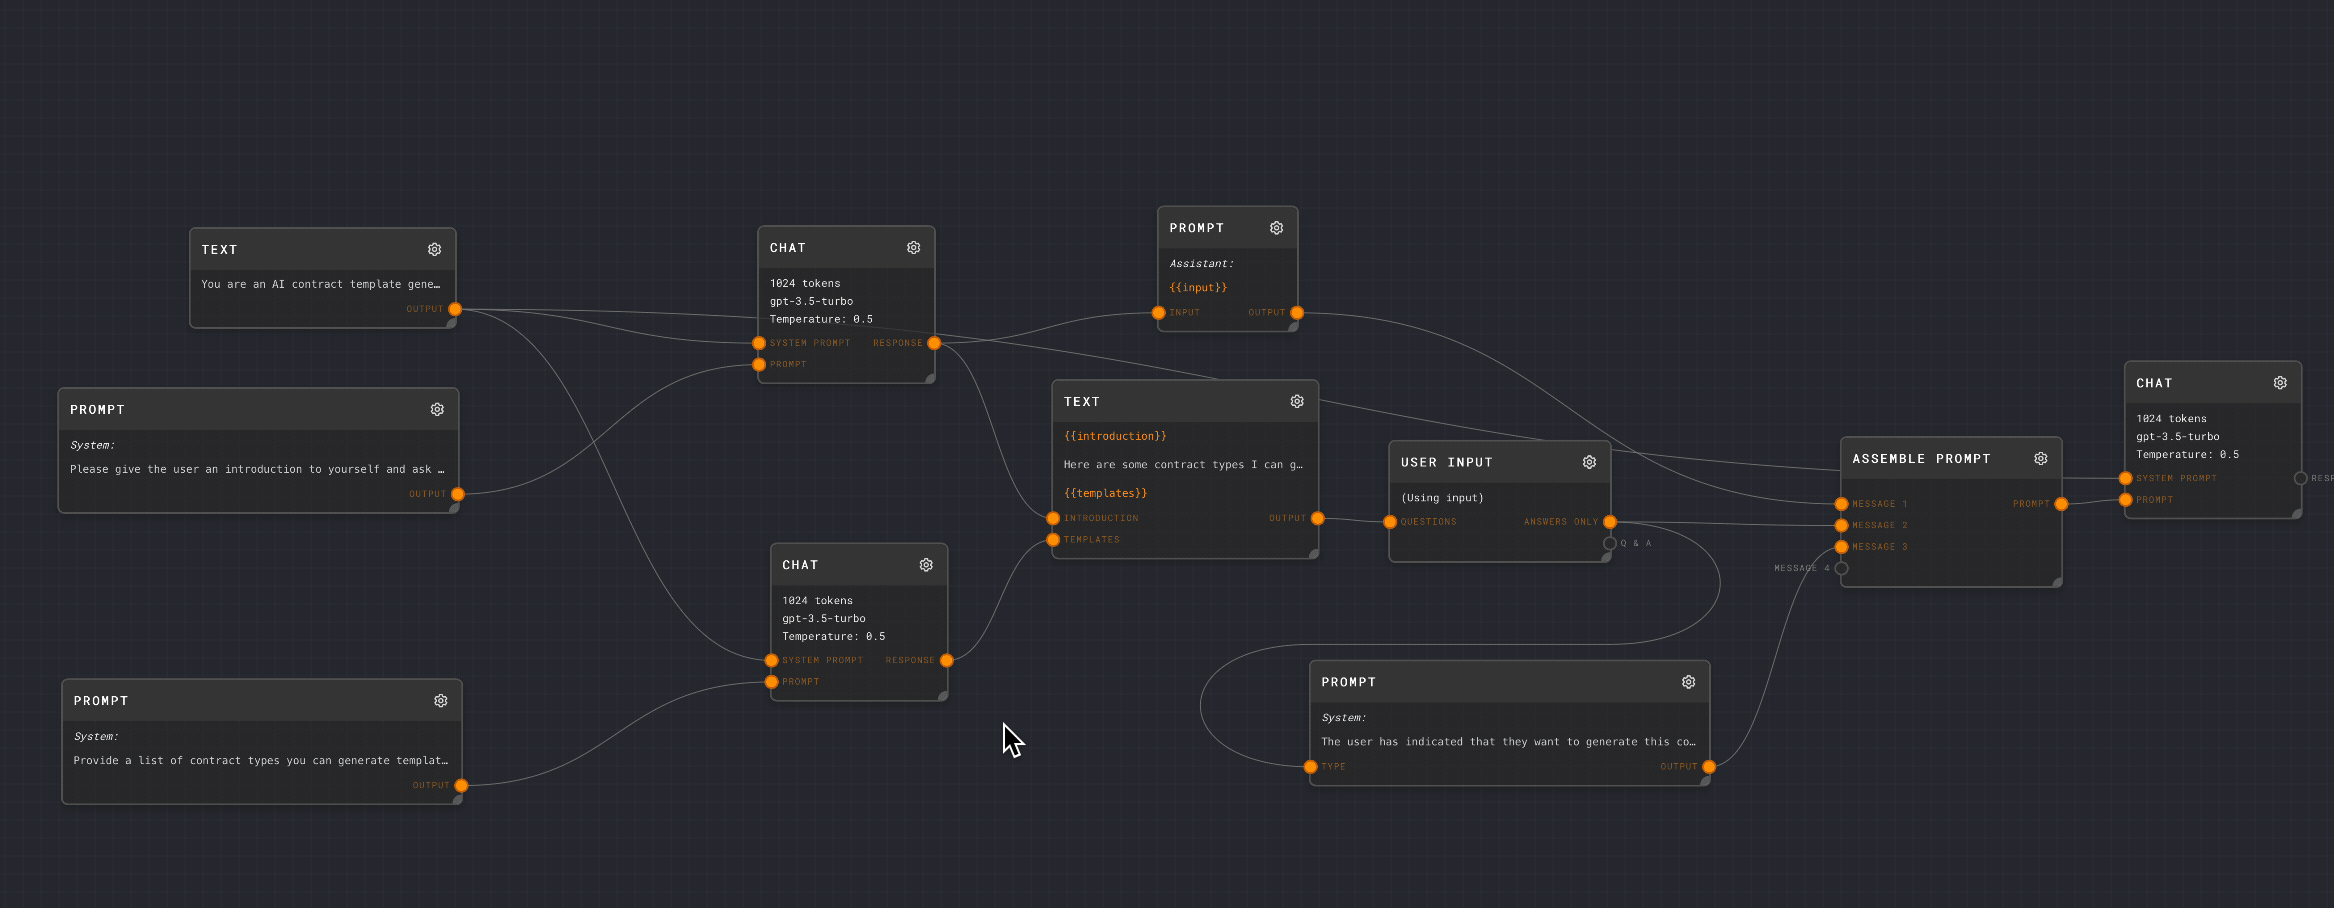 TEXT
You are an AI contract template gene…
OUTPUT
PROMPT
System:
Please give the user an introduction to yourself and ask …
OUTPUT
PROMPT
System:
Provide a list of contract types you can generate templat…
OUTPUT
CHAT
1024 tokens
gpt-3.5-turbo
Temperature: 0.5
SYSTEM PROMPT RESPONSE
PROMPT
CHAT
1024 tokens
gpt-3.5-turbo
Temperature: 0.5
SYSTEM PROMPT RESPONSE
PROMPT
PROMPT
Assistant:
{{input}}
INPUT OUTPUT
TEXT
{{introduction}}
Here are some contract types I can g…
{{templates}}
INTRODUCTION OUTPUT
TEMPLATES
USER INPUT
(Using input)
QUESTIONS ANSWERS ONLY
Q & A
PROMPT
System:
The user has indicated that they want to generate this co…
TYPE OUTPUT
ASSEMBLE PROMPT
MESSAGE 1 PROMPT
MESSAGE 2
MESSAGE 3
MESSAGE 4
CHAT
1024 tokens
gpt-3.5-turbo
Temperature: 0.5
SYSTEM PROMPT RESP
PROMPT